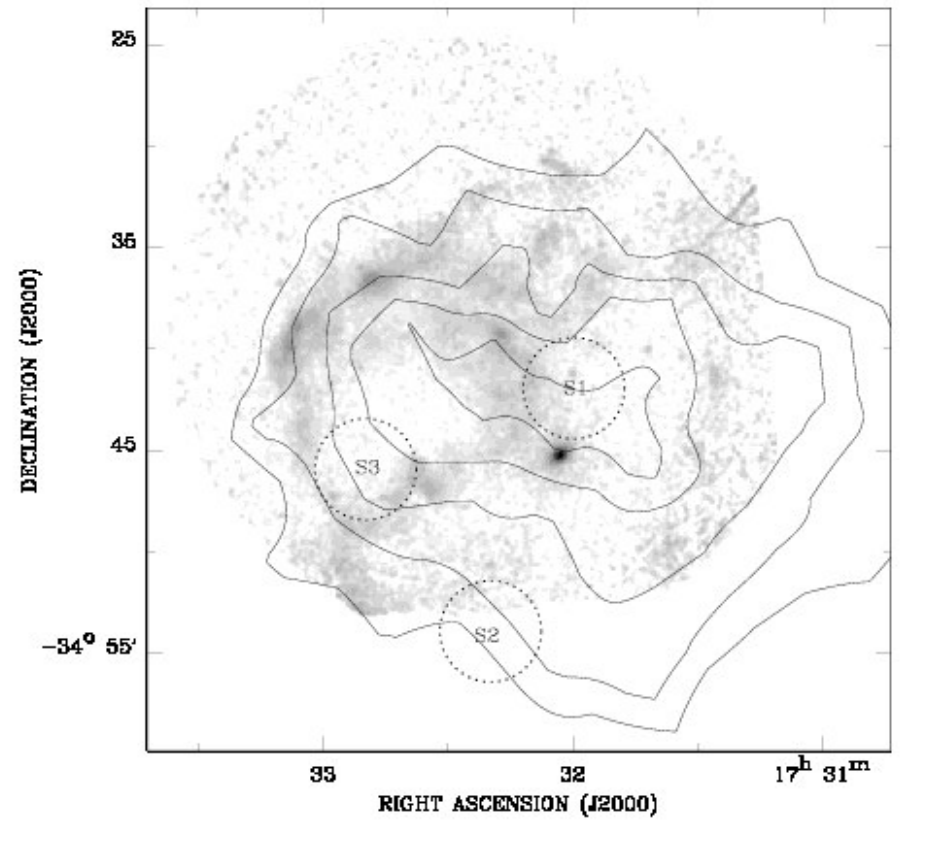 25
35
45
-34° 55'
DECLINATION (J2000)
S1
S3
S2
33 32 17h 31m
RIGHT ASCENSION (J2000)